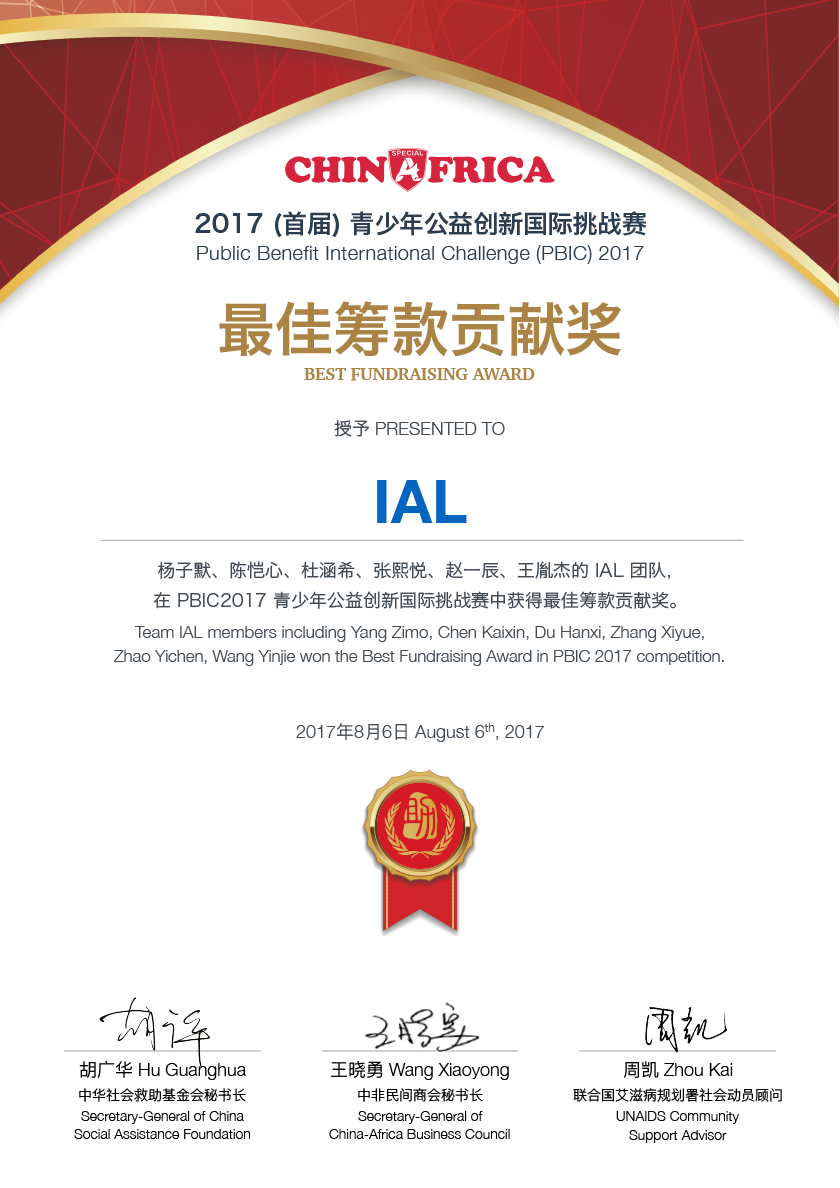 SPECIAL
CHINAFRICA
2017 (首届) 青少年公益创新国际挑战赛
Public Benefit International Challenge (PBIC) 2017
最佳筹款贡献奖
BEST FUNDRAISING AWARD
授予 PRESENTED TO
IAL
杨子默、陈恺心、杜涵希、张熙悦、赵一辰、王胤杰的 IAL 团队,
在 PBIC2017 青少年公益创新国际挑战赛中获得最佳筹款贡献奖。
Team IAL members including Yang Zimo, Chen Kaixin, Du Hanxi, Zhang Xiyue,
Zhao Yichen, Wang Yinjie won the Best Fundraising Award in PBIC 2017 competition.
2017年8月6日 August 6th, 2017
胡广华 Hu Guanghua
中华社会救助基金会秘书长
Secretary-General of China
Social Assistance Foundation
王晓勇 Wang Xiaoyong
中非民间商会秘书长
Secretary-General of
China-Africa Business Council
周凯
周凯 Zhou Kai
联合国艾滋病规划署社会动员顾问
UNAIDS Community
Support Advisor